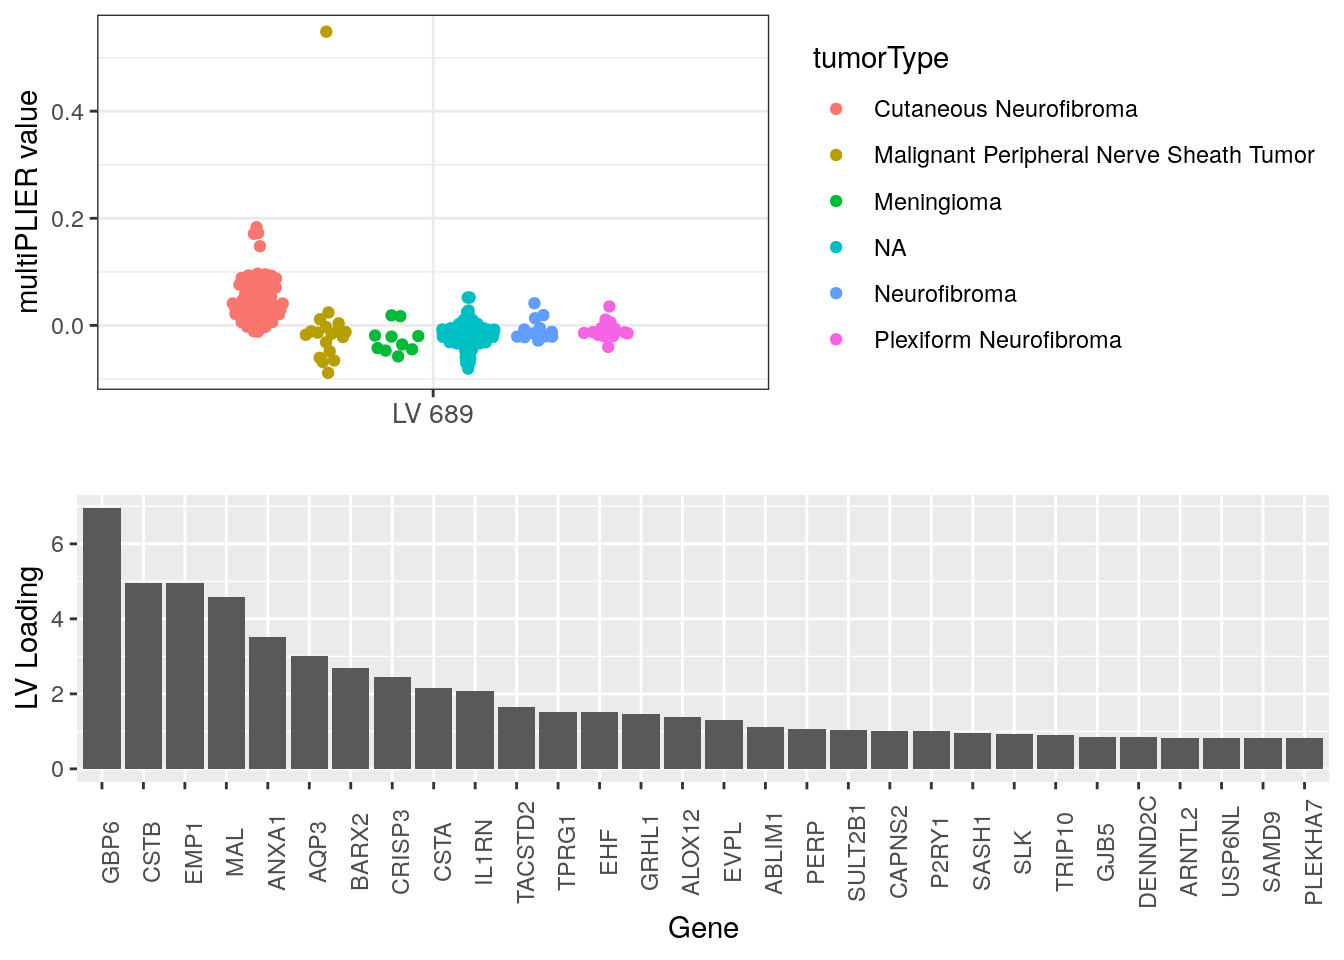 multiPLIER value
0.4
0.2
0.0
LV 689
tumorType
Cutaneous Neurofibroma
Malignant Peripheral Nerve Sheath Tumor
Meningioma
NA
Neurofibroma
Plexiform Neurofibroma
LV Loading
6
4
2
0
GBP6
CSTB
EMP1
MAL
ANXA1
AQP3
BARX2
CRISP3
CSTA
IL1RN
TACSTD2
TPRG1
EHF
GRHL1
ALOX12
EVPL
ABLIM1
PERP
SULT2B1
CAPNS2
P2RY1
SASH1
SLK
TRIP10
GJB5
DENND2C
ARNTL2
USP6NL
SAMD9
PLEKHA7
Gene